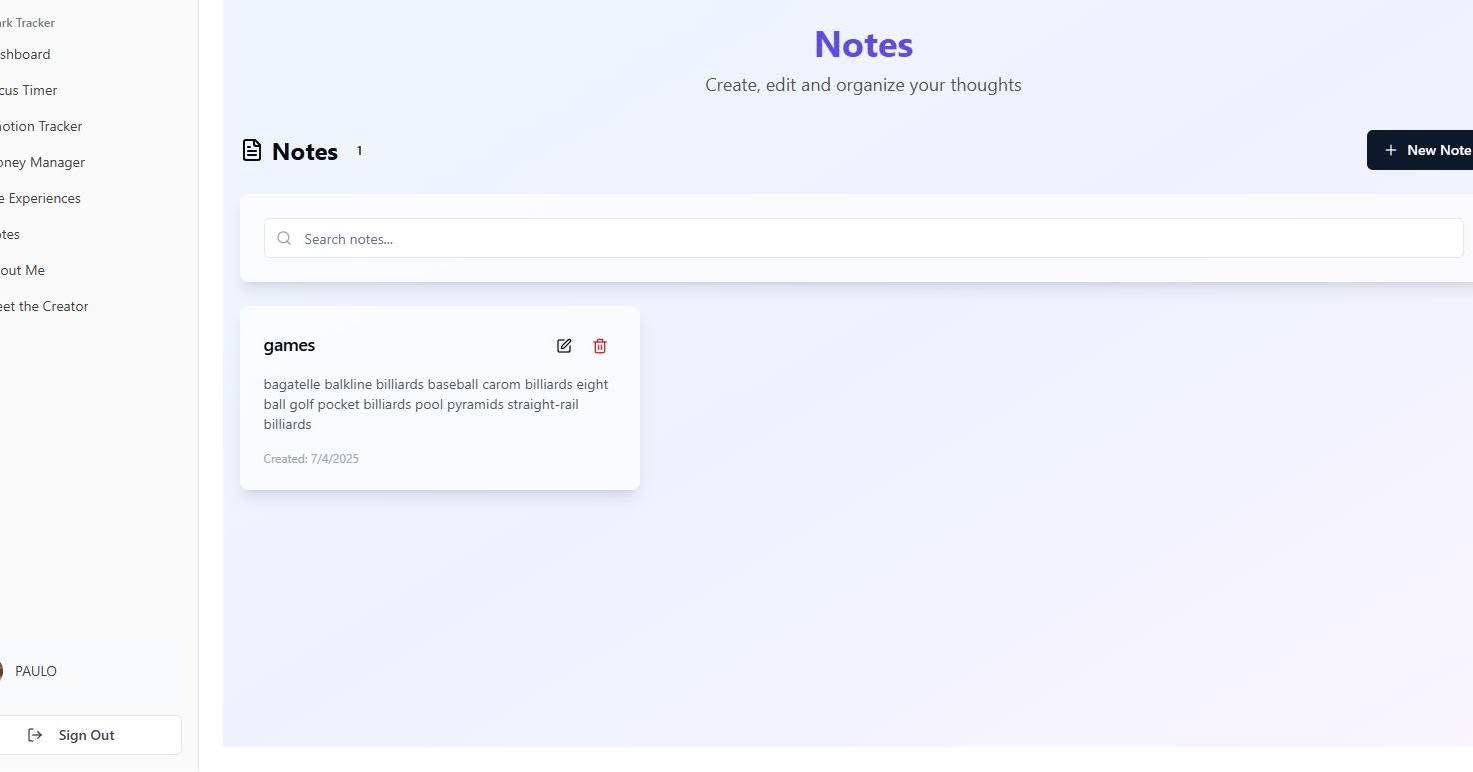 rk Tracker
shboard
cus Timer
otion Tracker
oney Manager
e Experiences
otes
out Me
eet the Creator
PAULO
Sign Out
Notes
Create, edit and organize your thoughts
Notes 1
+ New Note
Search notes...
games
bagatelle balkline billiards baseball carom billiards eight
ball golf pocket billiards pool pyramids straight-rail
billiards
Created: 7/4/2025